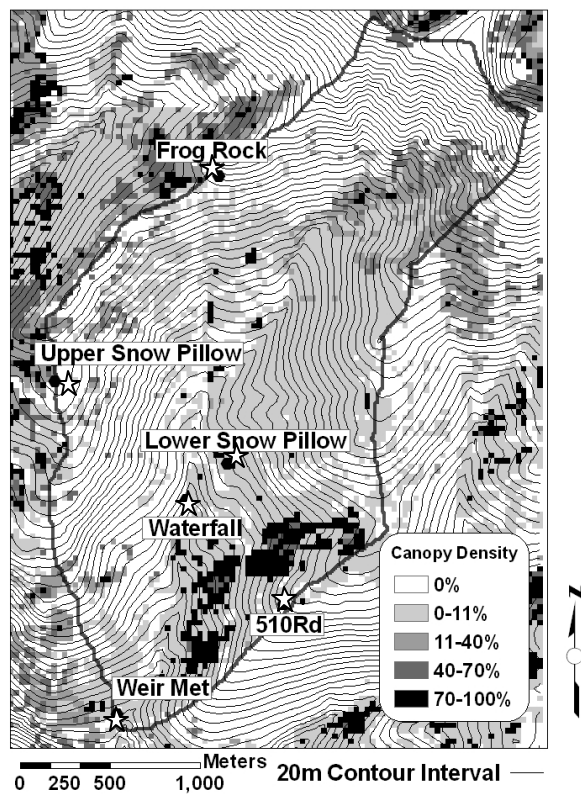 Frog Rock
Upper Snow Pillow
Lower Snow Pillow
Waterfall
510Rd
Weir Met
Canopy Density
0%
0-11%
11-40%
40-70%
70-100%
N
Meters
0 250 500 1,000
20m Contour Interval